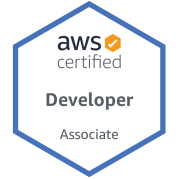 aws
certified
Developer
Associate